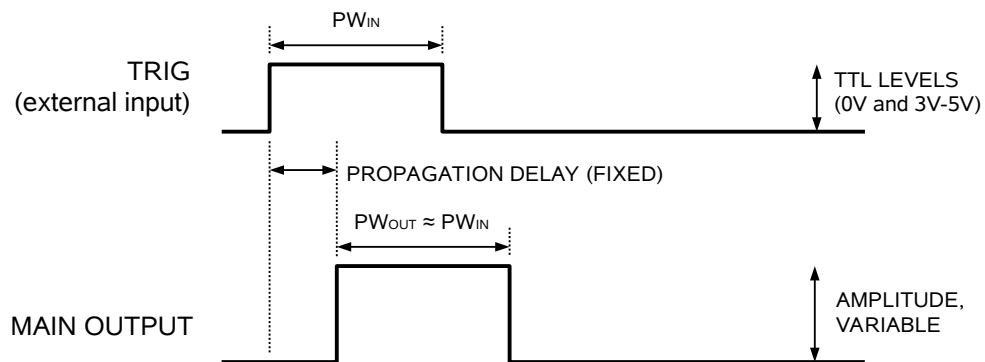 PWIN
TRIG
(external input)
TTL LEVELS
(0V and 3V-5V)
PROPAGATION DELAY (FIXED)
PWOUT ≈ PWIN
MAIN OUTPUT
AMPLITUDE,
VARIABLE